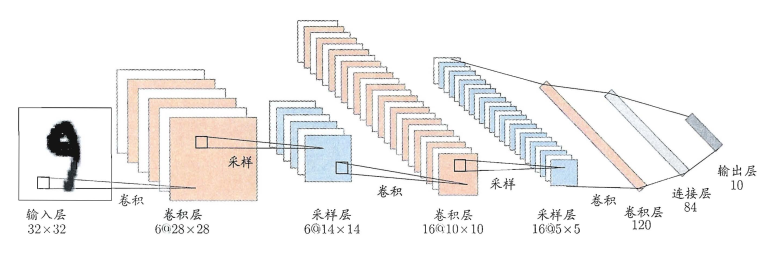 9
采样
卷积
卷积
采样
卷积
输入层
32×32
卷积层
6@28×28
采样层
6@14×14
卷积层
16@10×10
采样层
16@5×5
卷积层
120
连接层
84
输出层
10